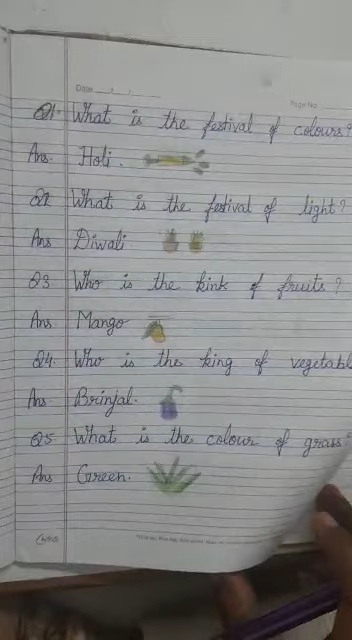 Date
Page No.
Q1. What is the festival of colours?
Ans. Holi.
Q2 What is the festival of light?
Ans Diwali
Q3 Who is the kink of fruits?
Ans. Mango
Q4. Who is the king of vegetabl
Ans. Brinjal.
Q5 What is the colour of grass?
Ans Green.